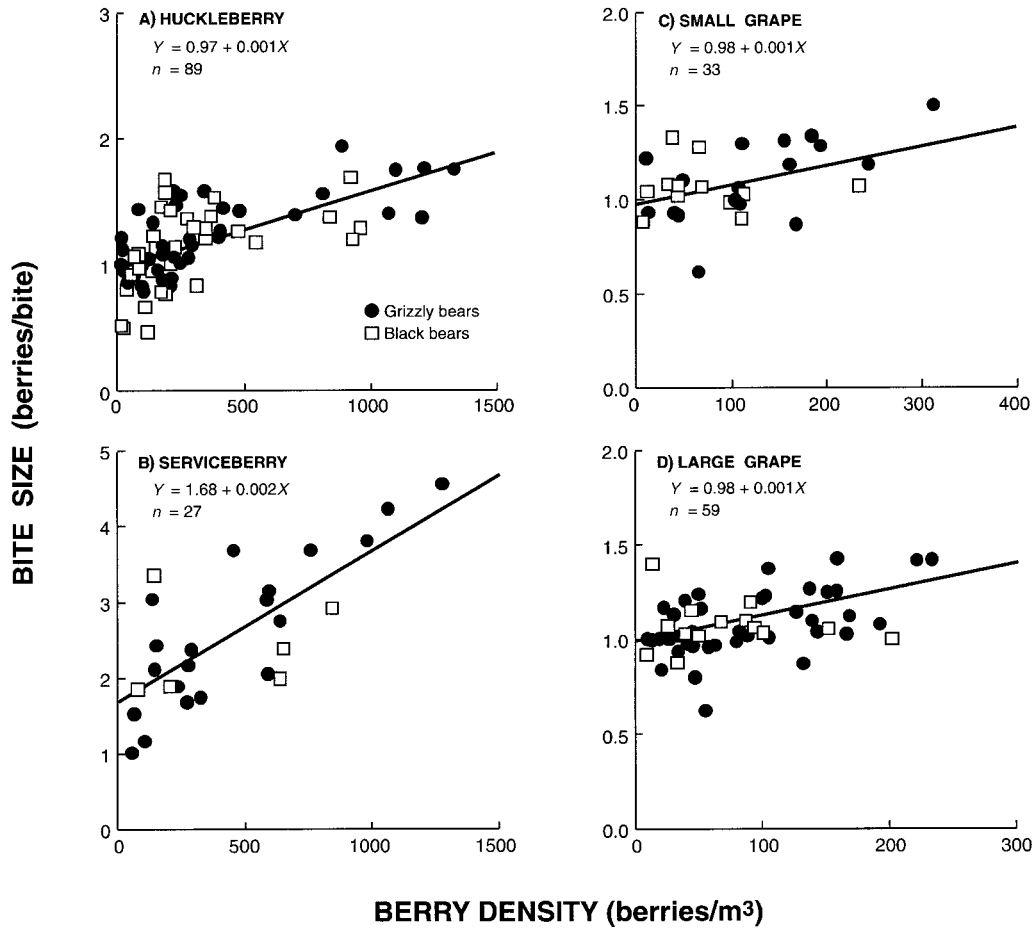 A) HUCKLEBERRY
Y = 0.97 + 0.001X
n = 89
3
2
1
0
0 500 1000 1500
Grizzly bears
Black bears
C) SMALL GRAPE
Y = 0.98 + 0.001X
n = 33
2.0
1.5
1.0
0.5
0.0
0 100 200 300 400
B) SERVICEBERRY
Y = 1.68 + 0.002X
n = 27
5
4
3
2
1
0
0 500 1000 1500
D) LARGE GRAPE
Y = 0.98 + 0.001X
n = 59
2.0
1.5
1.0
0.5
0.0
0 100 200 300
BITE SIZE (berries/bite)
BERRY DENSITY (berries/m³)